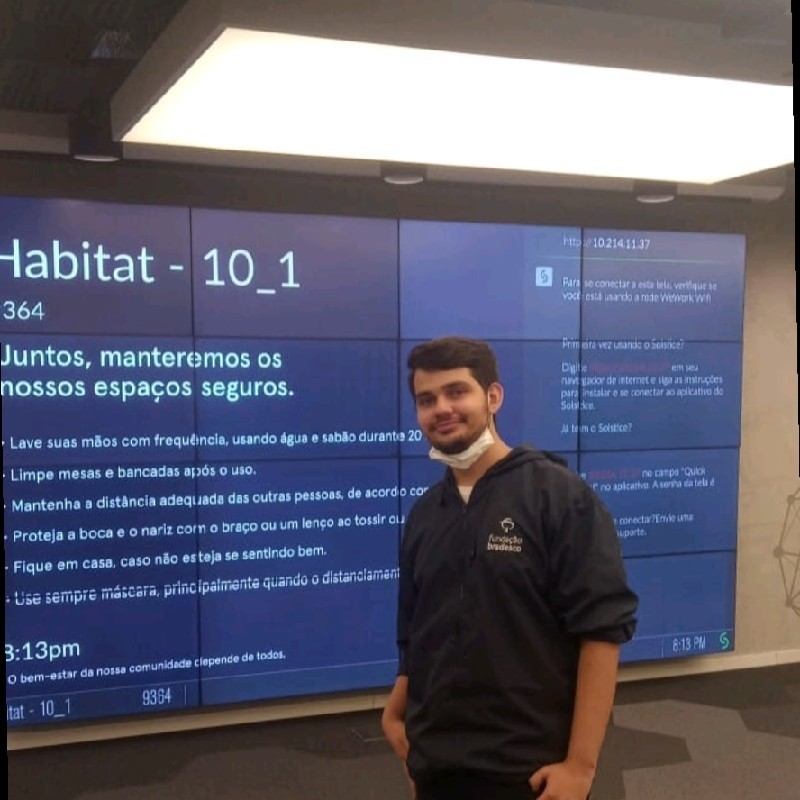 Habitat - 10_1
364
Juntos, manteremos os
nossos espaços seguros.
· Lave suas mãos com frequência, usando água e sabão durante 20
· Limpe mesas e bancadas após o uso.
· Mantenha a distância adequada das outras pessoas, de acordo com
· Proteja a boca e o nariz com o braço ou um lenço ao tossir ou
· Fique em casa, caso não esteja se sentindo bem.
· Use sempre máscara, principalmente quando o distanciament
8:13pm
O bem-estar da nossa comunidade depende de todos.
tat - 10_1 9364
http://10.214.11.37
Para se conectar a esta tela, verifique se
você está usando a rede WeWork Wifi
Primeira vez usando o Solstice?
Digite em seu
navegador de internet e siga as instruções
para instalar e se conectar ao aplicativo do
Solstice.
Já tem o Solstice?
no campo "Quick
" no aplicativo. A senha da tela é
conectar? Envie uma
suporte.
8:13 PM
fundação
bradesco